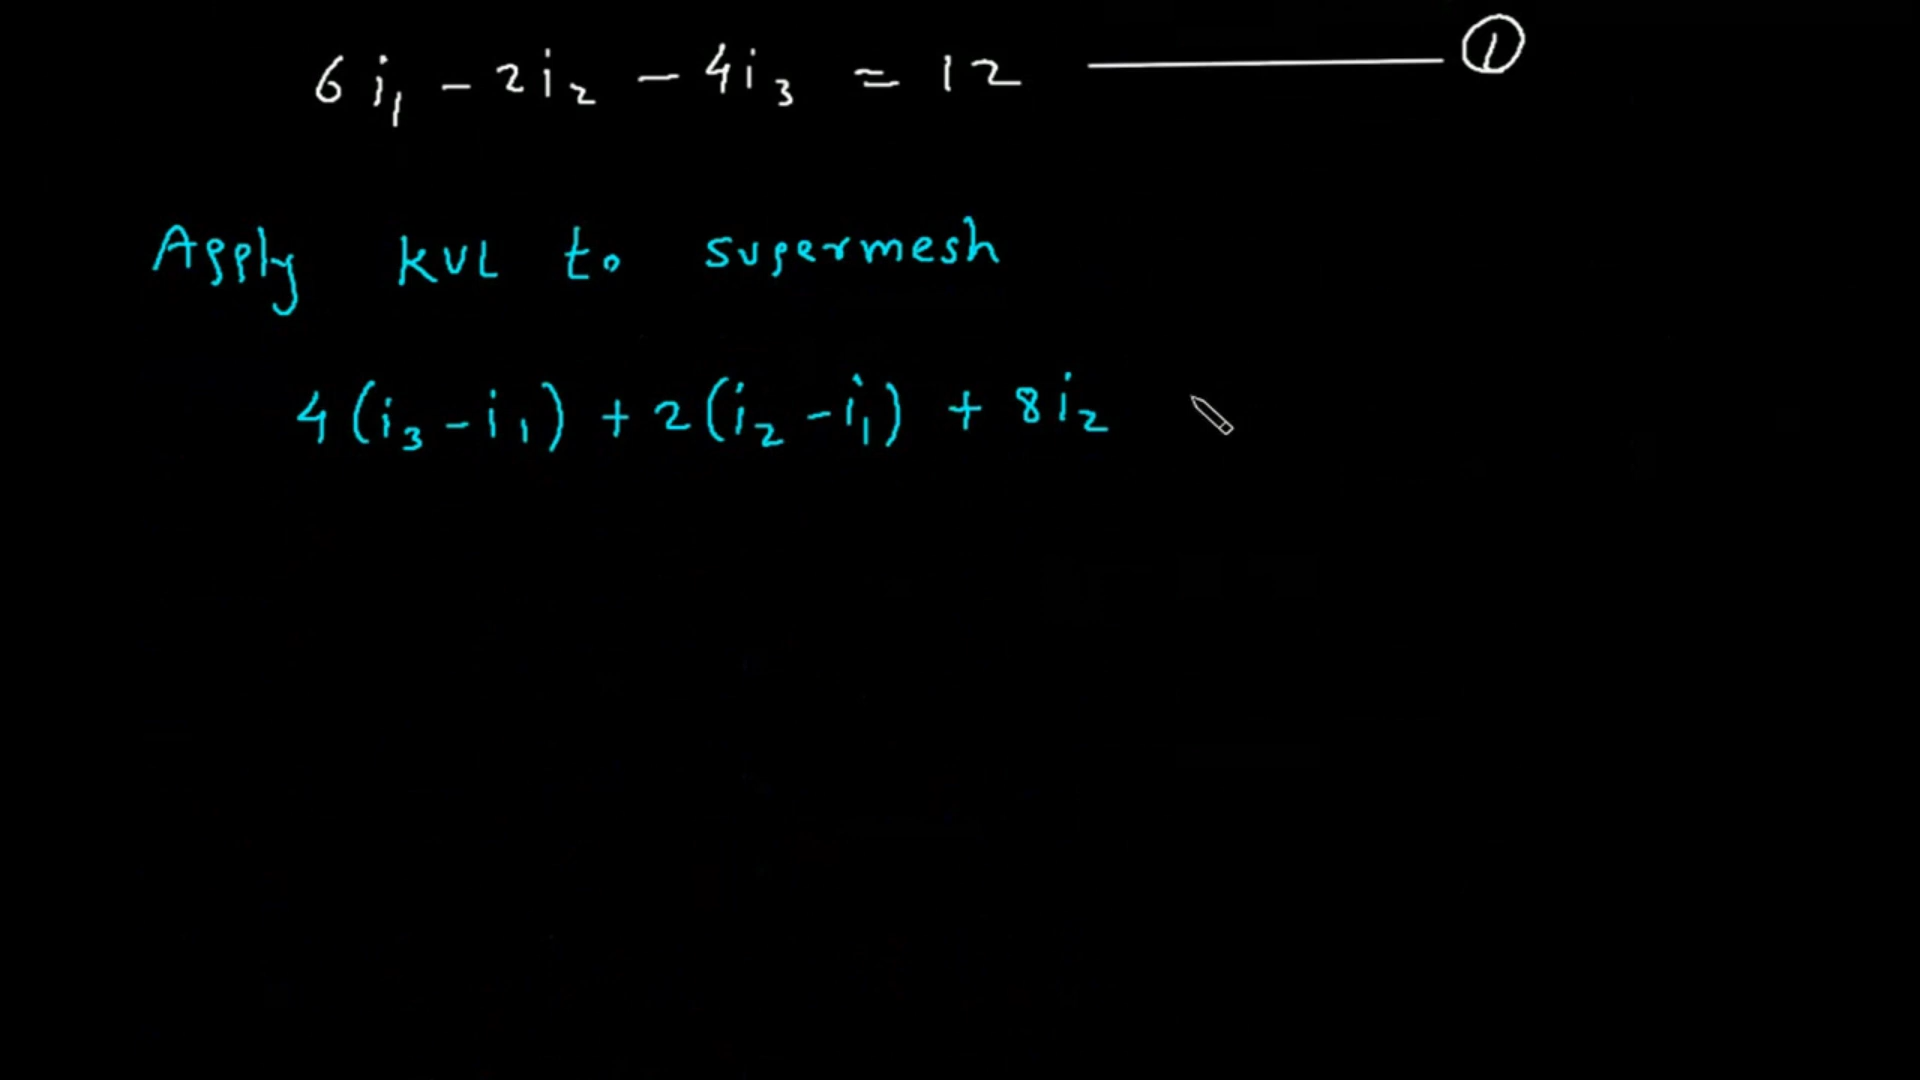 6i₁ - 2i₂ - 4i₃ = 12 ——— ①
Apply KVL to supermesh
4(i₃ - i₁) + 2(i₂ - i₁) + 8i₂